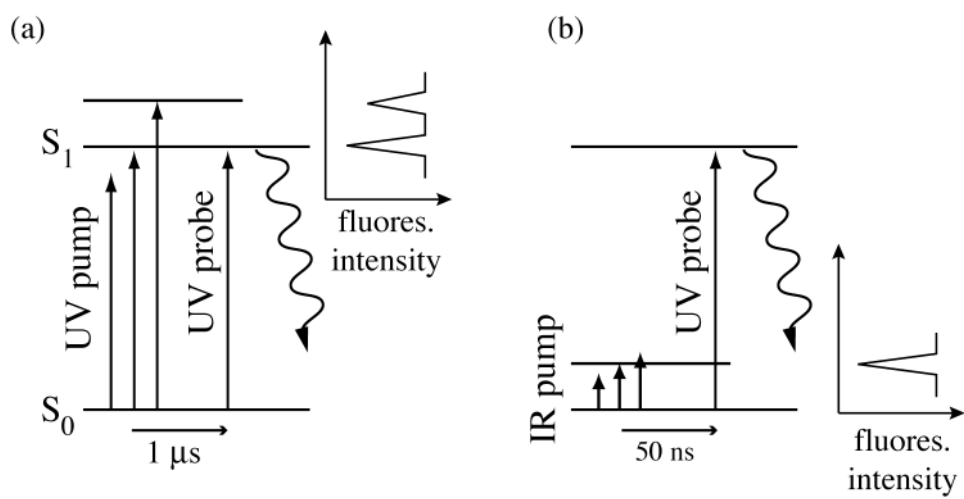 (a)
S₁
UV pump
UV probe
S₀
1 μs
fluores.
intensity
(b)
IR pump
UV probe
50 ns
fluores.
intensity